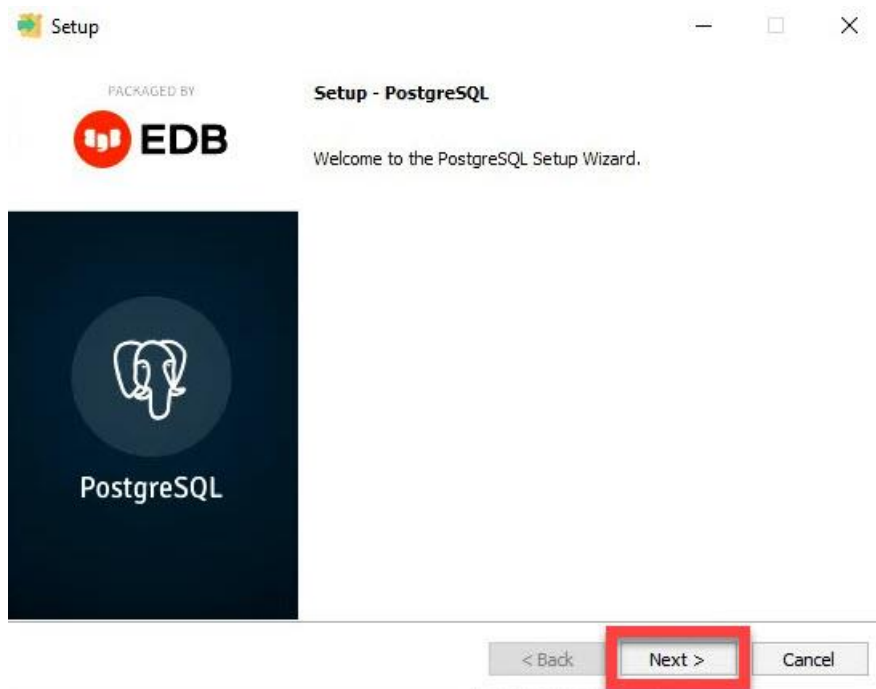 Setup
PACKAGED BY
EDB
Setup - PostgreSQL
Welcome to the PostgreSQL Setup Wizard.
PostgreSQL
< Back
Next >
Cancel